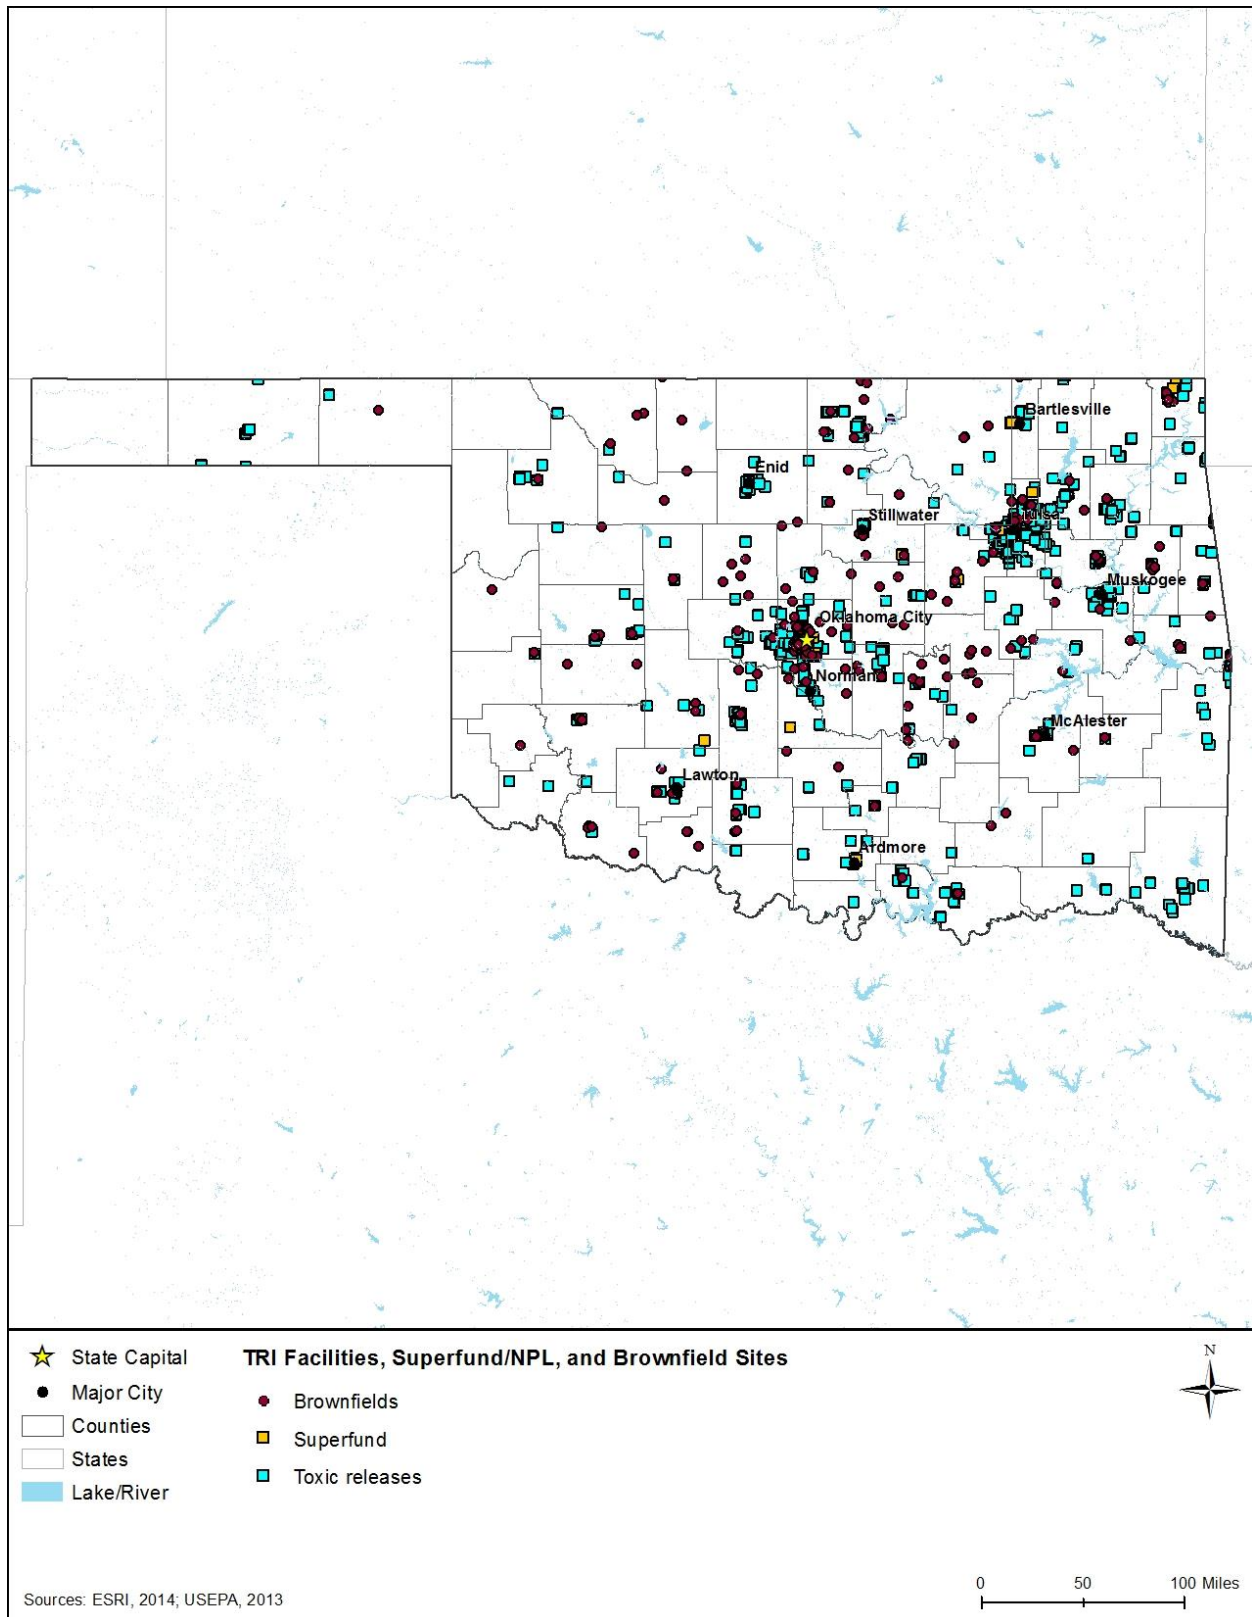 Bartlesville
Enid
Stillwater
Tulsa
Muskogee
Oklahoma City
Norman
McAlester
Lawton
Ardmore
State Capital
Major City
Counties
States
Lake/River
TRI Facilities, Superfund/NPL, and Brownfield Sites
Brownfields
Superfund
Toxic releases
N
Sources: ESRI, 2014; USEPA, 2013
0 50 100 Miles